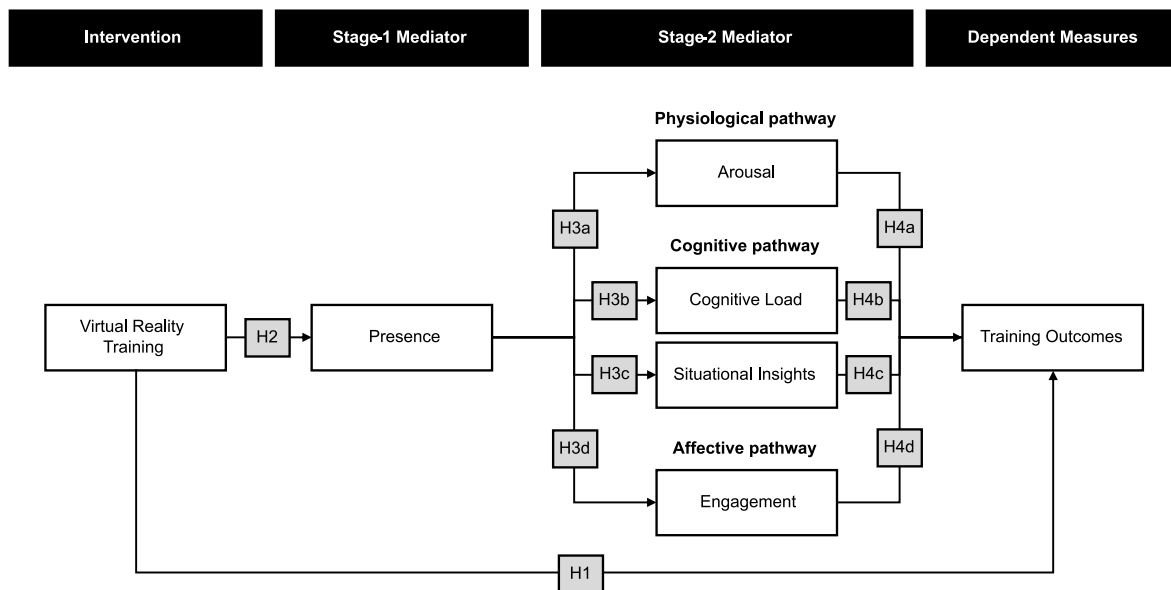 Intervention
Stage-1 Mediator
Stage-2 Mediator
Dependent Measures
Physiological pathway
Arousal
H3a
H4a
Cognitive pathway
H3b
Cognitive Load
H4b
Virtual Reality
Training
H2
Presence
Training Outcomes
H3c
Situational Insights
H4c
H3d
Affective pathway
H4d
Engagement
H1